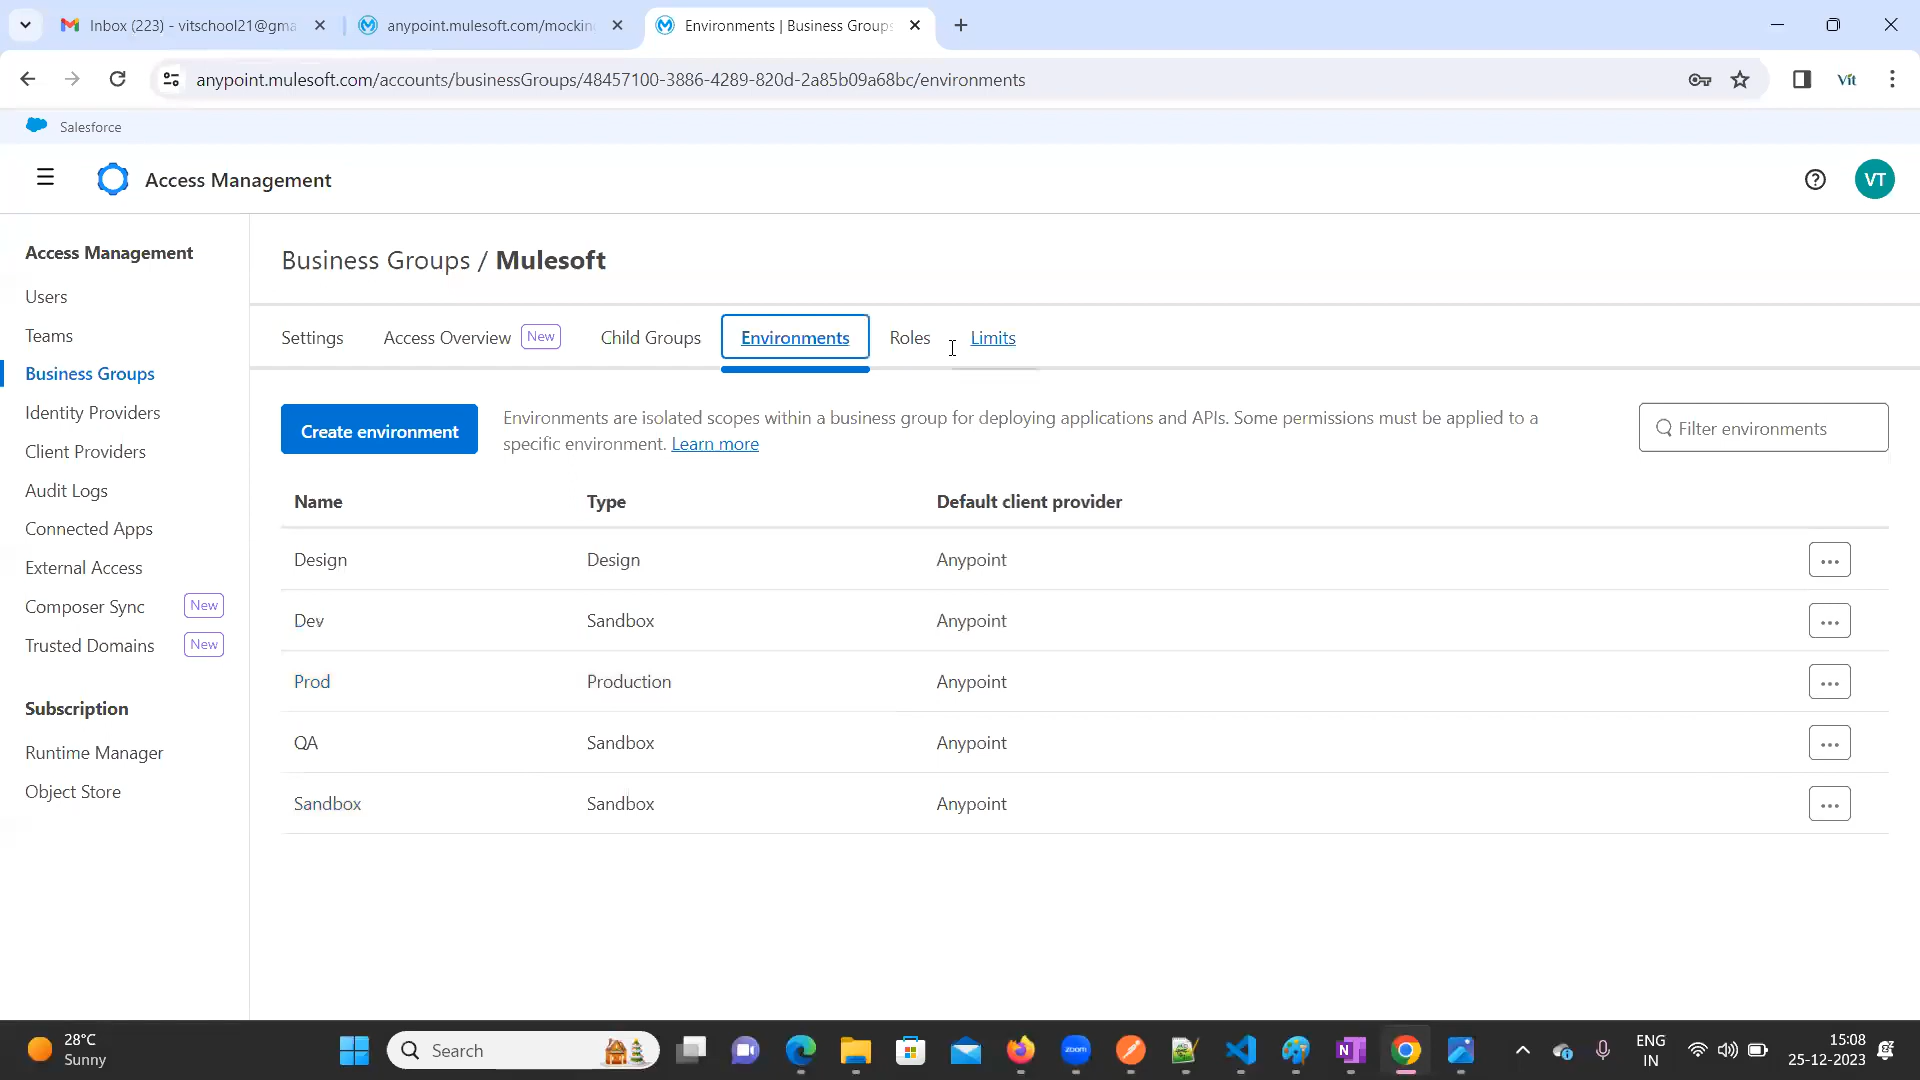 Inbox (223) - vitschool21@gma
anypoint.mulesoft.com/mockin
Environments | Business Groups
anypoint.mulesoft.com/accounts/businessGroups/48457100-3886-4289-820d-2a85b09a68bc/environments
Vit
Salesforce
Access Management
VT
Access Management
Users
Teams
Business Groups
Identity Providers
Client Providers
Audit Logs
Connected Apps
External Access
Composer Sync New
Trusted Domains New
Subscription
Runtime Manager
Object Store
Business Groups / Mulesoft
Settings Access Overview New Child Groups Environments Roles Limits
Create environment
Environments are isolated scopes within a business group for deploying applications and APIs. Some permissions must be applied to a
specific environment. Learn more
Filter environments
Name Type Default client provider
Design Design Anypoint
Dev Sandbox Anypoint
Prod Production Anypoint
QA Sandbox Anypoint
Sandbox Sandbox Anypoint
28°C
Sunny
Search
zoom
N
ENG
IN
15:08
25-12-2023